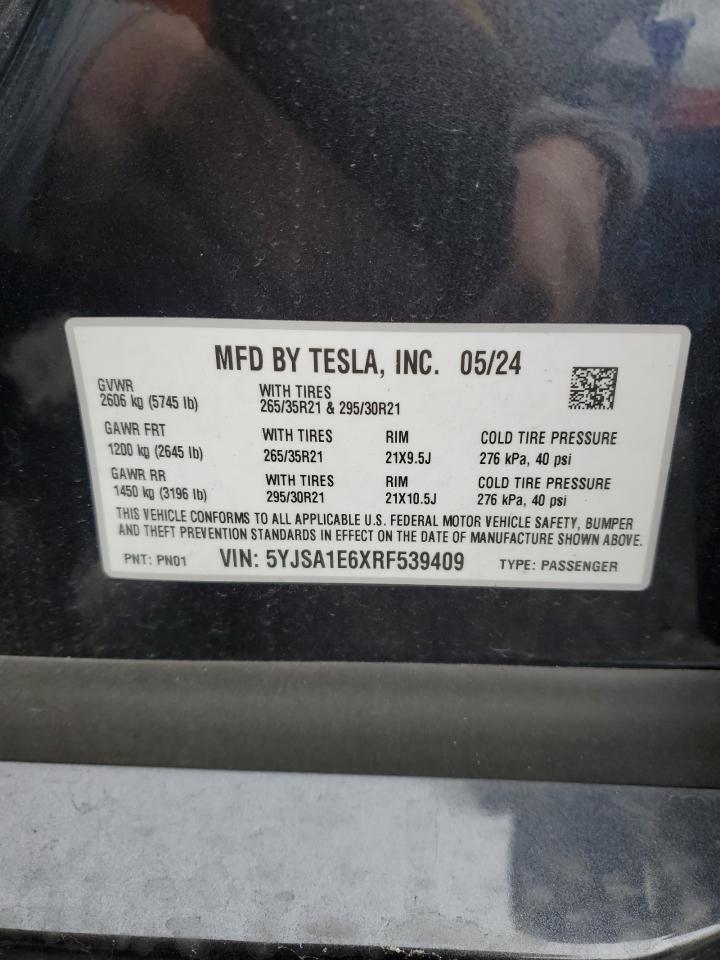 MFD BY TESLA, INC. 05/24
GVWR
2606 kg (5745 lb)
WITH TIRES
265/35R21 & 295/30R21
GAWR FRT
1200 kg (2645 lb)
WITH TIRES
265/35R21
RIM
21X9.5J
COLD TIRE PRESSURE
276 kPa, 40 psi
GAWR RR
1450 kg (3196 lb)
WITH TIRES
295/30R21
RIM
21X10.5J
COLD TIRE PRESSURE
276 kPa, 40 psi
THIS VEHICLE CONFORMS TO ALL APPLICABLE U.S. FEDERAL MOTOR VEHICLE SAFETY, BUMPER
AND THEFT PREVENTION STANDARDS IN EFFECT ON THE DATE OF MANUFACTURE SHOWN ABOVE.
PNT: PN01 VIN: 5YJSA1E6XRF539409 TYPE: PASSENGER